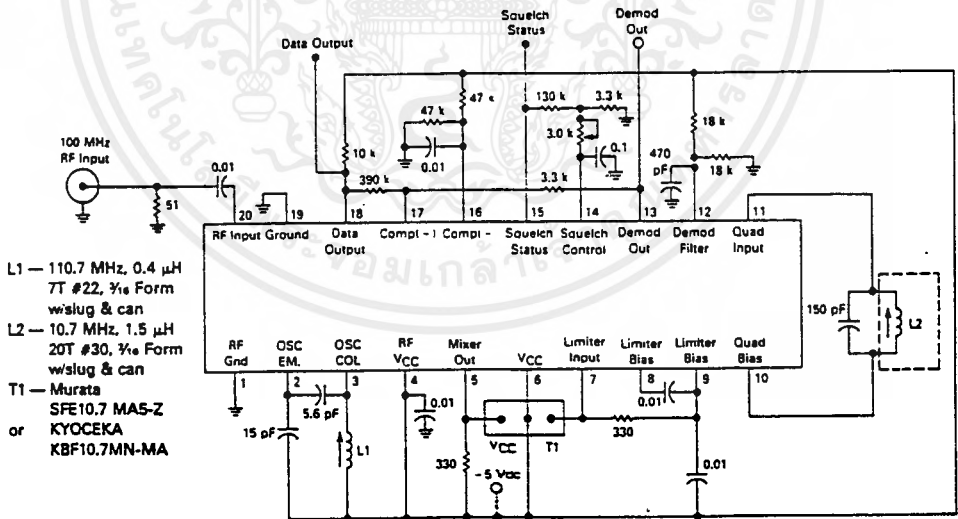 Squelch Status
Demod Out
Data Output
47 k
47 k
130 k
3.3 k
3.0 k
0.1
18 k
18 k
470 pF
100 MHz RF Input
0.01
51
10 k
0.01
390 k
3.3 k
20
19
18
17
16
15
14
13
12
11
RF Input
Ground
Data Output
Comp(-)
Squelch Status
Squelch Control
Demod Out
Demod Filter
Quad Input
L1 — 110.7 MHz, 0.4 μH
7T #22, 3/16 Form
w/slug & can
L2 — 10.7 MHz, 1.5 μH
20T #30, 3/16 Form
w/slug & can
T1 — Murata
SFE10.7 MA5-Z
or KYOCEKA
KBF10.7MN-MA
150 pF
L2
RF Gnd
OSC EM.
OSC COL
RF VCC
Mixer Out
VCC
Limiter Input
Limiter Bias
Limiter Bias
Quad Bias
1
2
3
4
5
6
7
8
9
10
5.6 pF
15 pF
L1
0.01
VCC
T1
0.01
330
330
-5 Vdc
0.01